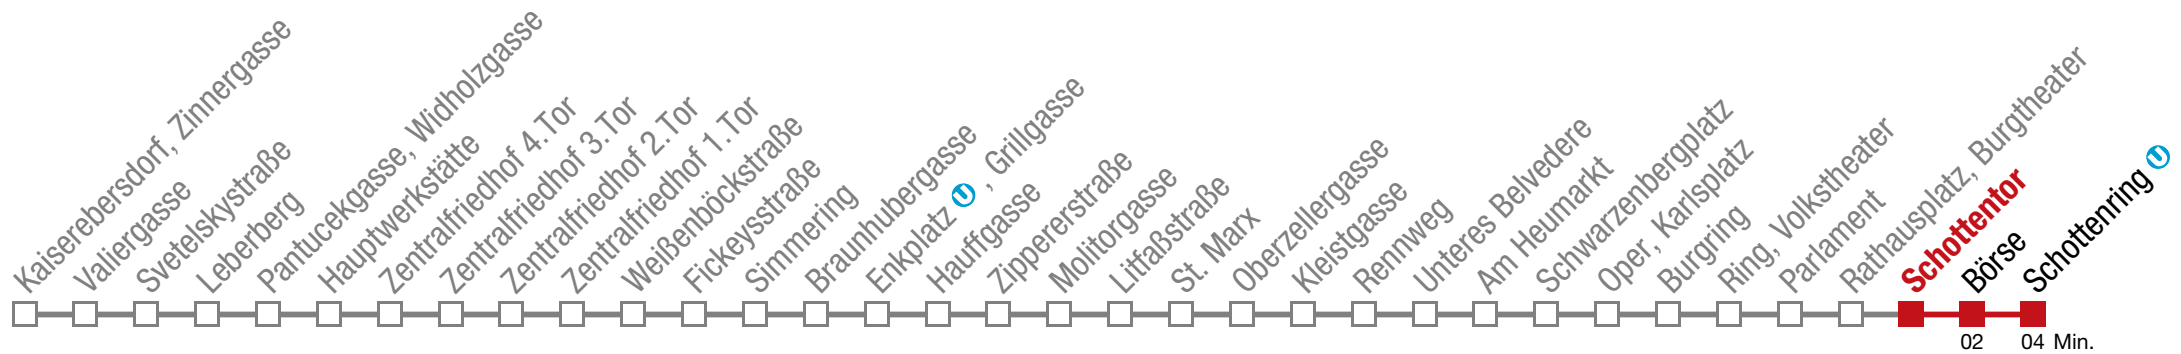 Kaiserebersdorf, Zinnergasse
Valiergasse
Svetelskystraße
Leberberg
Pantucekgasse, Widholzgasse
Hauptwerkstätte
Zentralfriedhof 4.Tor
Zentralfriedhof 3.Tor
Zentralfriedhof 2.Tor
Zentralfriedhof 1.Tor
Weißenböckstraße
Fickeysstraße
Simmering
Braunhubergasse
Enkplatz U, Grillgasse
Hauffgasse
Zippererstraße
Molitorgasse
Litfaßstraße
St. Marx
Oberzellergasse
Kleistgasse
Rennweg
Unteres Belvedere
Am Heumarkt
Schwarzenbergplatz
Oper, Karlsplatz
Burgring
Ring, Volkstheater
Parlament
Rathausplatz, Burgtheater
Schottentor
Börse
Schottenring U
02 04 Min.